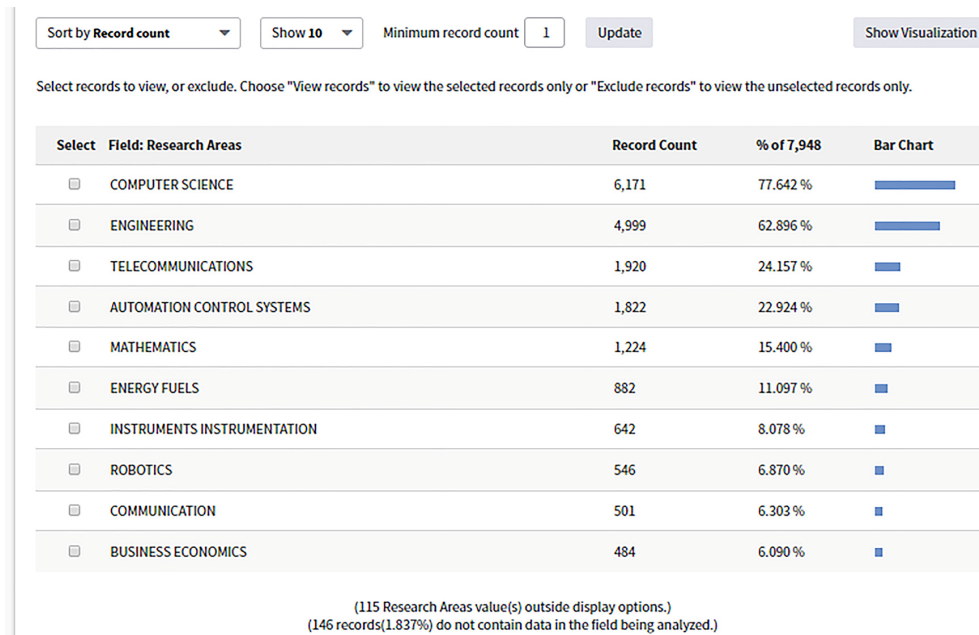 Sort by Record count Show 10 Minimum record count 1 Update Show Visualization
Select records to view, or exclude. Choose "View records" to view the selected records only or "Exclude records" to view the unselected records only.
Select Field: Research Areas Record Count % of 7,948 Bar Chart
COMPUTER SCIENCE 6,171 77.642 %
ENGINEERING 4,999 62.896 %
TELECOMMUNICATIONS 1,920 24.157 %
AUTOMATION CONTROL SYSTEMS 1,822 22.924 %
MATHEMATICS 1,224 15.400 %
ENERGY FUELS 882 11.097 %
INSTRUMENTS INSTRUMENTATION 642 8.078 %
ROBOTICS 546 6.870 %
COMMUNICATION 501 6.303 %
BUSINESS ECONOMICS 484 6.090 %
(115 Research Areas value(s) outside display options.)
(146 records(1.837%) do not contain data in the field being analyzed.)